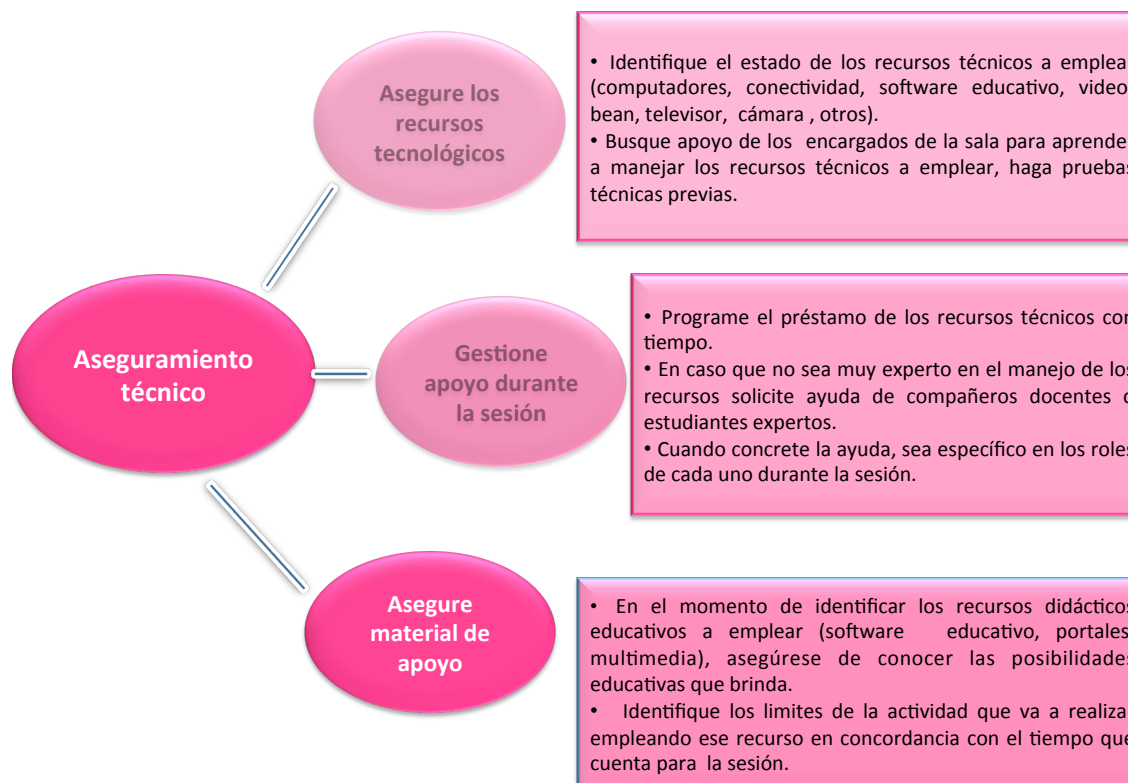 Asegure los
recursos
tecnológicos
• Identifique el estado de los recursos técnicos a emplea
(computadores, conectividad, software educativo, video
bean, televisor, cámara , otros).
• Busque apoyo de los encargados de la sala para aprende
a manejar los recursos técnicos a emplear, haga pruebas
técnicas previas.
Aseguramiento
técnico
Gestione
apoyo durante
la sesión
• Programe el préstamo de los recursos técnicos con
tiempo.
• En caso que no sea muy experto en el manejo de los
recursos solicite ayuda de compañeros docentes o
estudiantes expertos.
• Cuando concrete la ayuda, sea específico en los roles
de cada uno durante la sesión.
Asegure
material de
apoyo
• En el momento de identificar los recursos didácticos
educativos a emplear (software educativo, portales
multimedia), asegúrese de conocer las posibilidades
educativas que brinda.
• Identifique los limites de la actividad que va a realiza
empleando ese recurso en concordancia con el tiempo que
cuenta para la sesión.